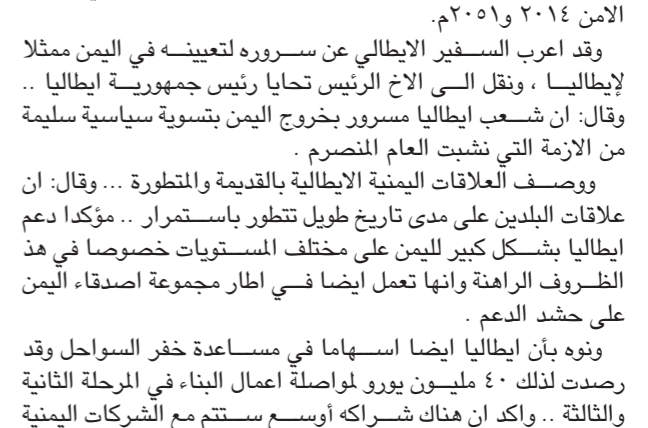 الامن ٢٠١٤ و٢٠٥١م.
وقد اعرب السفير الايطالي عن سروره لتعيينه في اليمن ممثلا
لإيطاليا ، ونقل الى الاخ الرئيس تحايا رئيس جمهورية ايطاليا ..
وقال: ان شعب ايطاليا مسرور بخروج اليمن بتسوية سياسية سليمة
من الازمة التي نشبت العام المنصرم .
ووصف العلاقات اليمنية الايطالية بالقديمة والمتطورة ... وقال: ان
علاقات البلدين على مدى تاريخ طويل تتطور باستمرار .. مؤكدا دعم
ايطاليا بشكل كبير لليمن على مختلف المستويات خصوصا في هذ
الظروف الراهنة وانها تعمل ايضا في اطار مجموعة اصدقاء اليمن
على حشد الدعم .
ونوه بأن ايطاليا ايضا اسهاما في مساعدة خفر السواحل وقد
رصدت لذلك ٤٠ مليون يورو لمواصلة اعمال البناء في المرحلة الثانية
والثالثة .. واكد ان هناك شراكه أوسع ستتم مع الشركات اليمنية